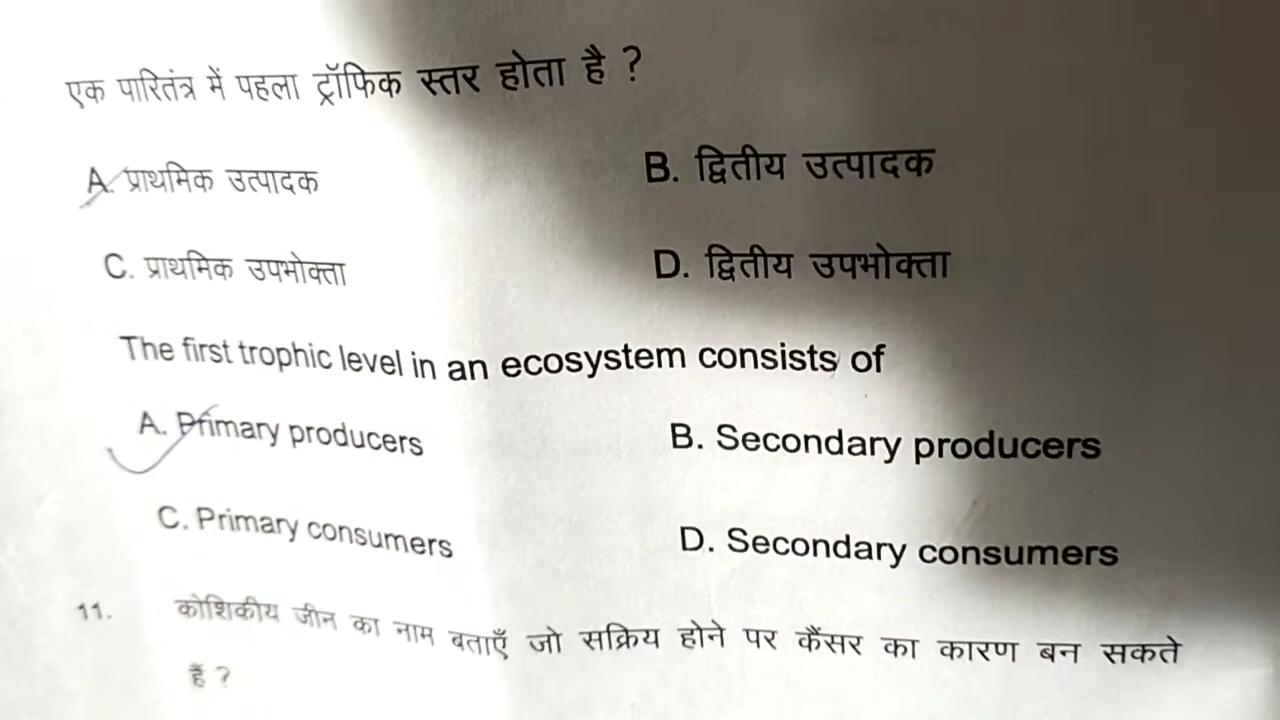 एक पारितंत्र में पहला ट्रॉफिक स्तर होता है ?
A. प्राथमिक उत्पादक B. द्वितीय उत्पादक
C. प्राथमिक उपभोक्ता D. द्वितीय उपभोक्ता
The first trophic level in an ecosystem consists of
A. Primary producers B. Secondary producers
C. Primary consumers D. Secondary consumers
11. कोशिकीय जीन का नाम बताएँ जो सक्रिय होने पर कैंसर का कारण बन सकते
हैं ?